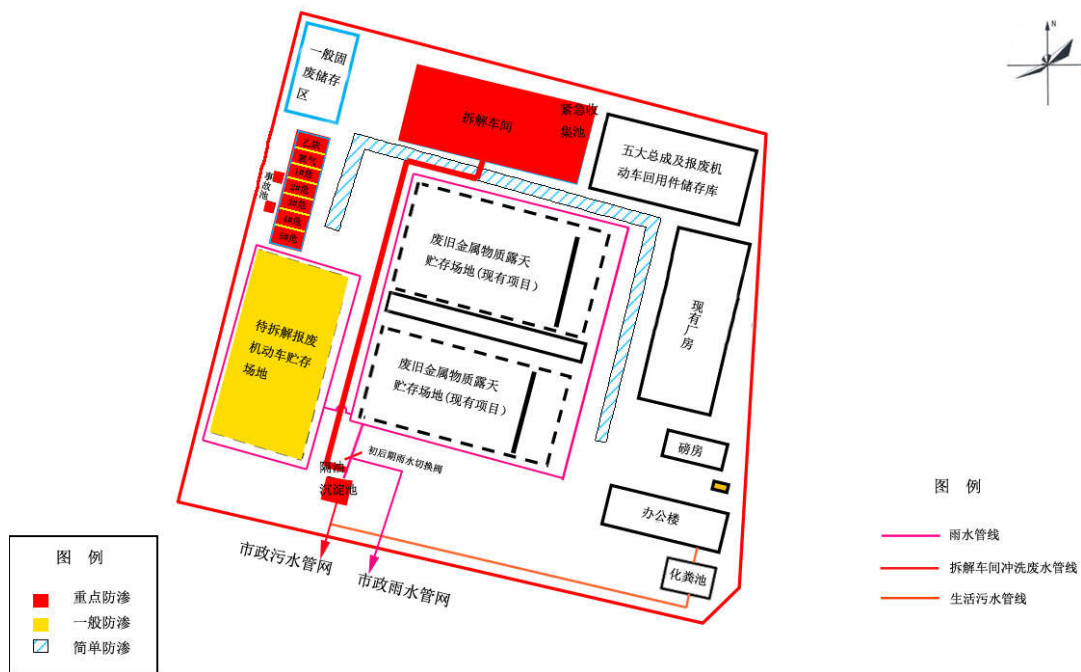 N
一般固
废储存
区
拆解车间
紧急收
集池
五大总成及报废机
动车回用件储存库
乙炔
氧气
1#危
2#危
3#危
4#危
5#危
事故池
废旧金属物质露天
贮存场地(现有项目)
现有厂房
待拆解报废
机动车贮存
场地
废旧金属物质露天
贮存场地(现有项目)
磅房
初后期雨水切换阀
隔油
沉淀池
办公楼
化粪池
市政污水管网
市政雨水管网
图 例
重点防渗
一般防渗
简单防渗
图 例
雨水管线
拆解车间冲洗废水管线
生活污水管线